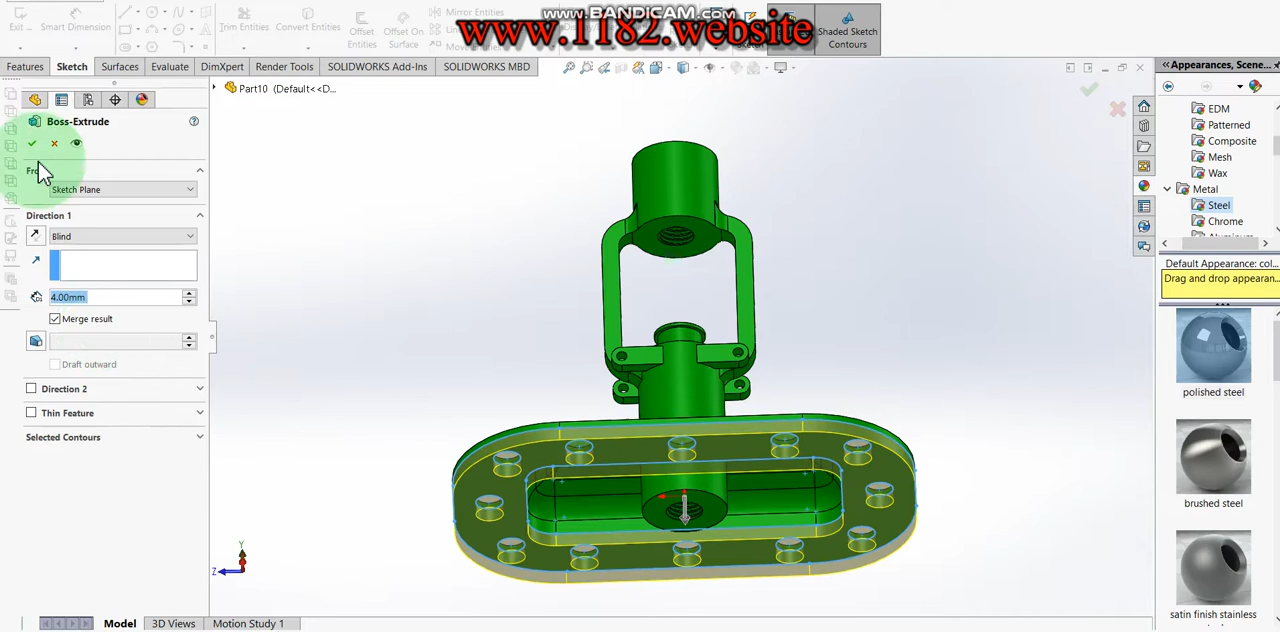 Exit ...
Smart Dimension
Trim Entities
Convert Entities
Offset
Entities
Offset On
Surface
Mirror Entities
Shaded Sketch
Contours
www.BANDICAM.com
www.1182.website
Features
Sketch
Surfaces
Evaluate
DimXpert
Render Tools
SOLIDWORKS Add-Ins
SOLIDWORKS MBD
Part10 (Default<<D...
Boss-Extrude
Sketch Plane
Direction 1
Blind
4.00mm
Merge result
Draft outward
Direction 2
Thin Feature
Selected Contours
Y
Z
Model
3D Views
Motion Study 1
Appearances, Scene...
EDM
Patterned
Composite
Mesh
Wax
Metal
Steel
Chrome
Default Appearance: col...
Drag and drop appearan...
polished steel
brushed steel
satin finish stainless